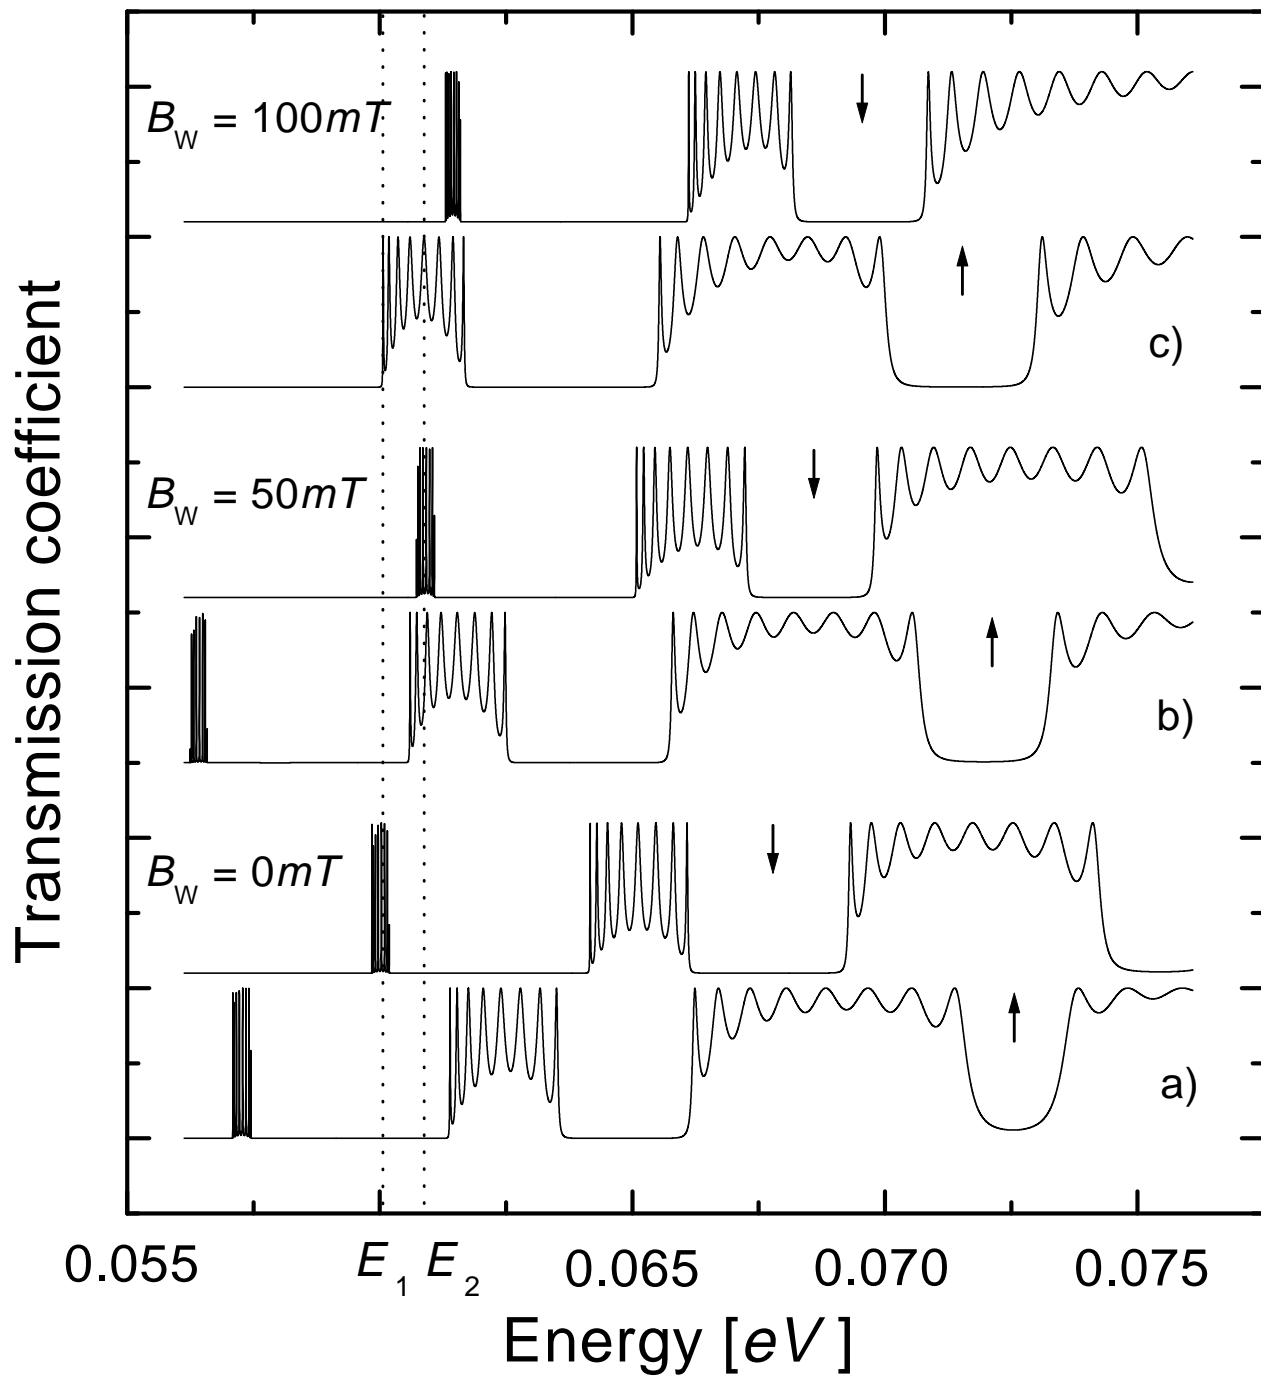 Transmission coefficient
B_W = 100mT
c)
B_W = 50mT
b)
B_W = 0mT
a)
0.055 E_1 E_2 0.065 0.070 0.075
Energy [eV ]